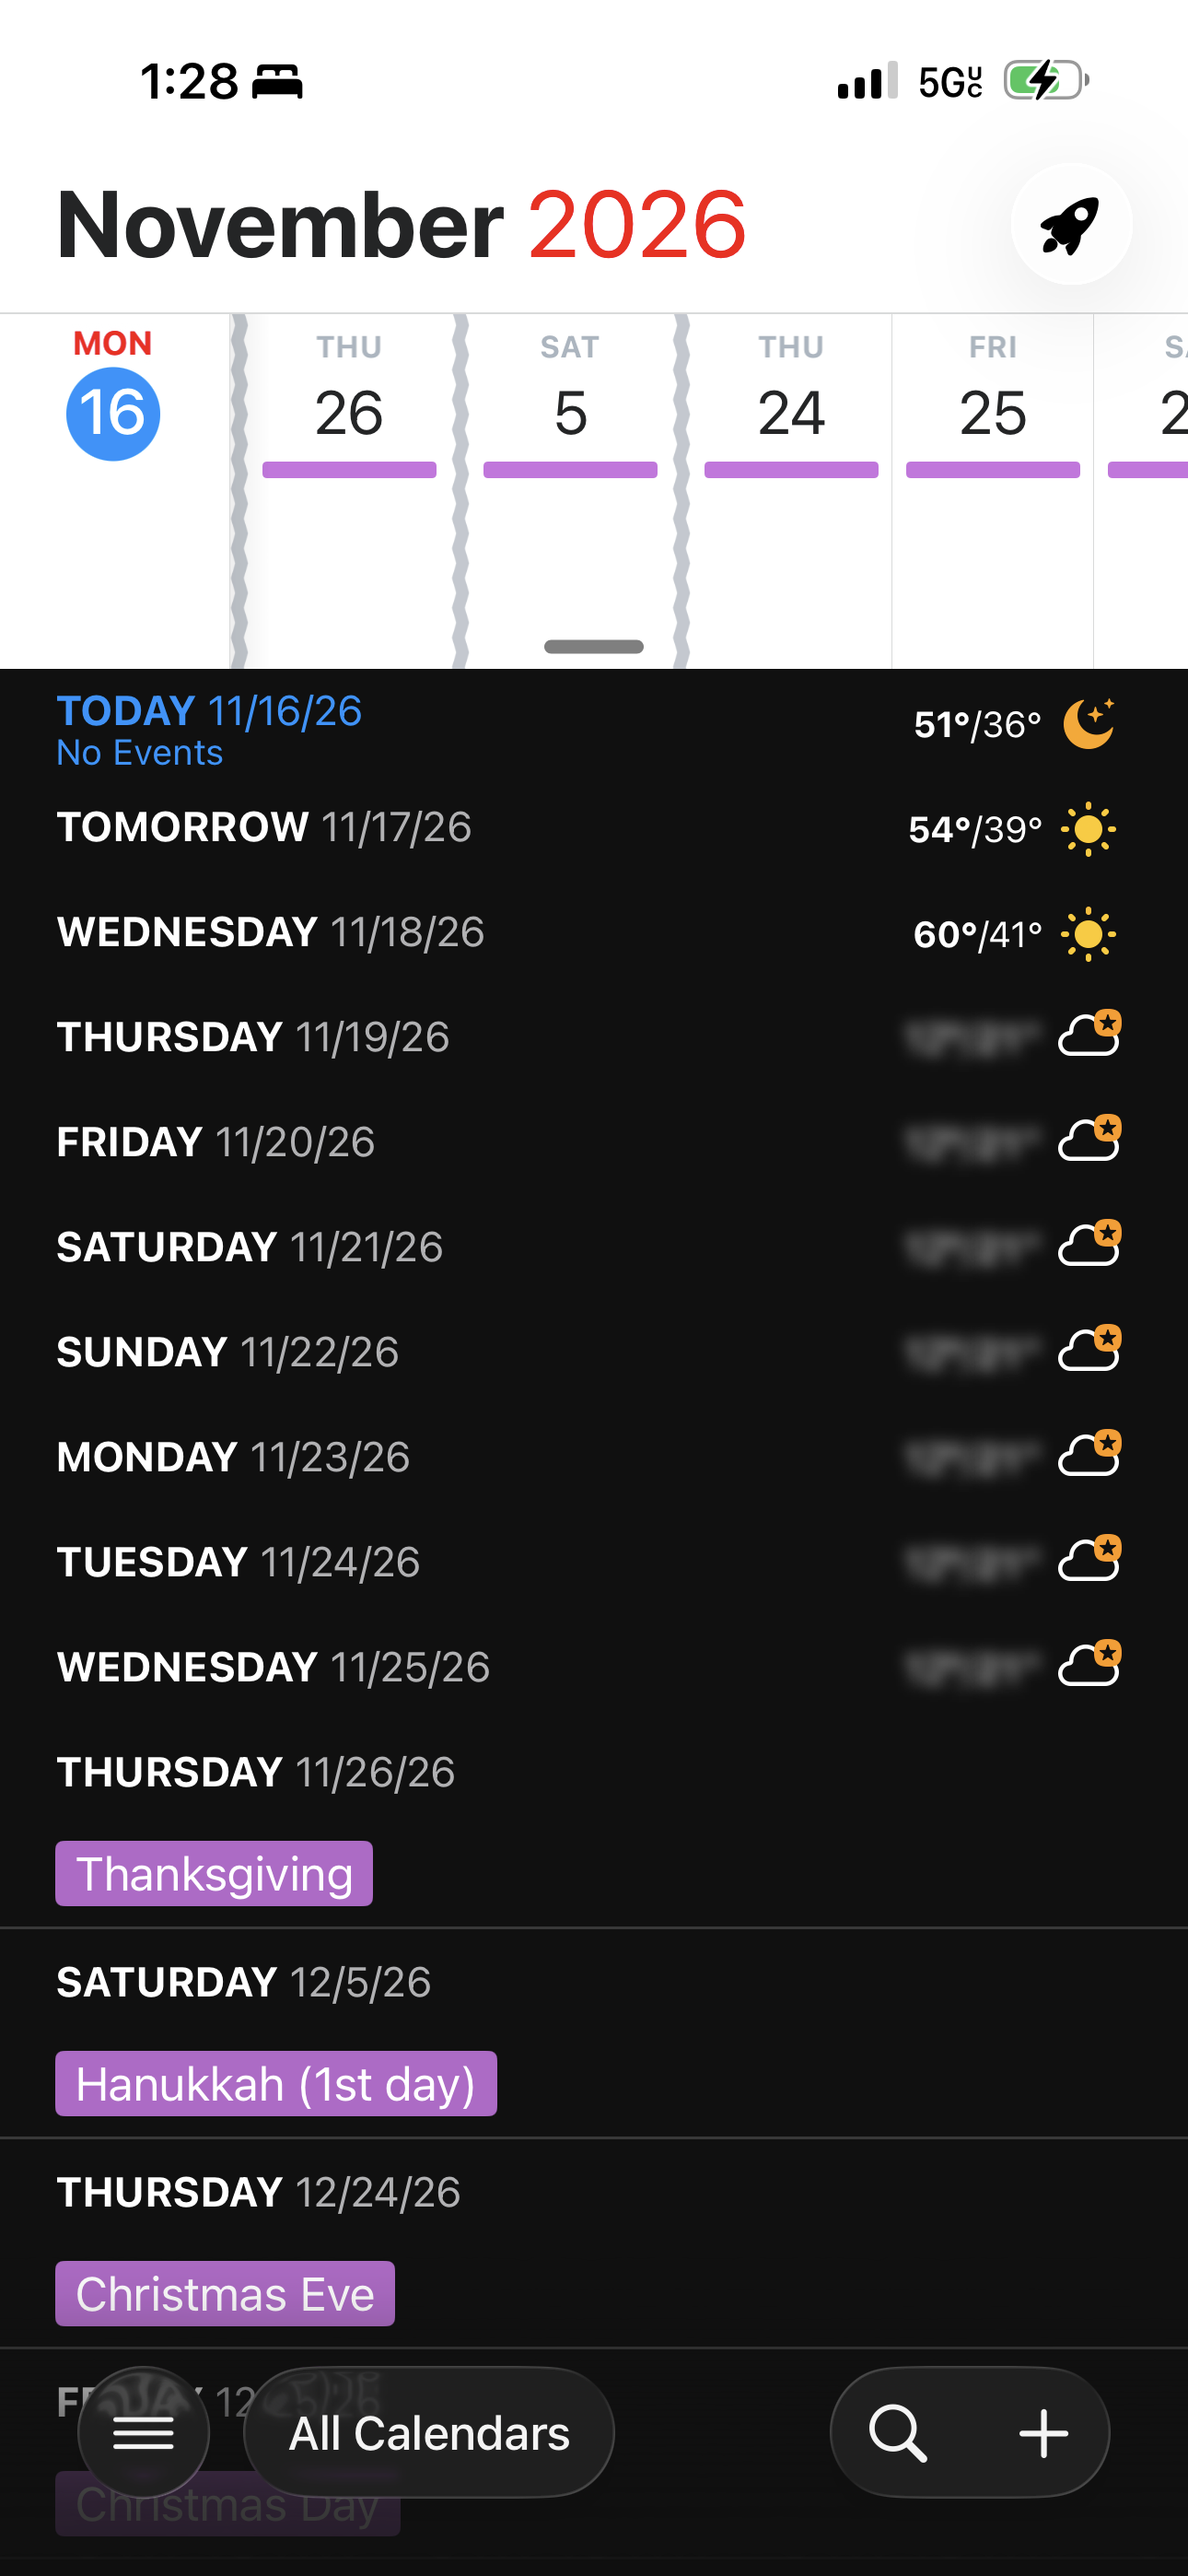 1:28
5G UC
November 2026
MON THU SAT THU FRI
16 26 5 24 25
TODAY 11/16/26
51°/36°
No Events
TOMORROW 11/17/26
54°/39°
WEDNESDAY 11/18/26
60°/41°
THURSDAY 11/19/26
FRIDAY 11/20/26
SATURDAY 11/21/26
SUNDAY 11/22/26
MONDAY 11/23/26
TUESDAY 11/24/26
WEDNESDAY 11/25/26
THURSDAY 11/26/26
Thanksgiving
SATURDAY 12/5/26
Hanukkah (1st day)
THURSDAY 12/24/26
Christmas Eve
All Calendars
Christmas Day